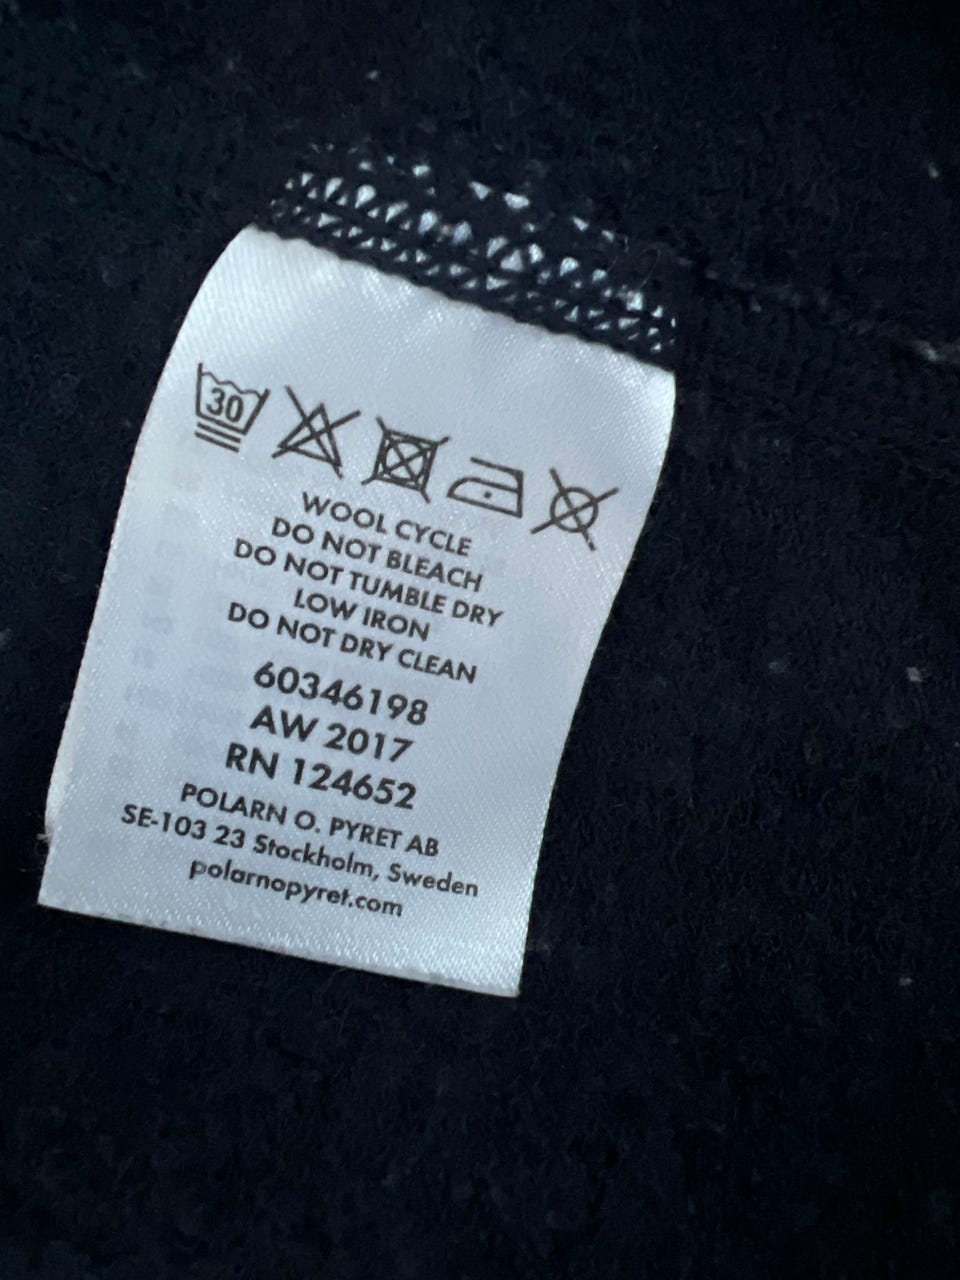 30
WOOL CYCLE
DO NOT BLEACH
DO NOT TUMBLE DRY
LOW IRON
DO NOT DRY CLEAN
60346198
AW 2017
RN 124652
POLARN O. PYRET AB
SE-103 23 Stockholm, Sweden
polarnopyret.com